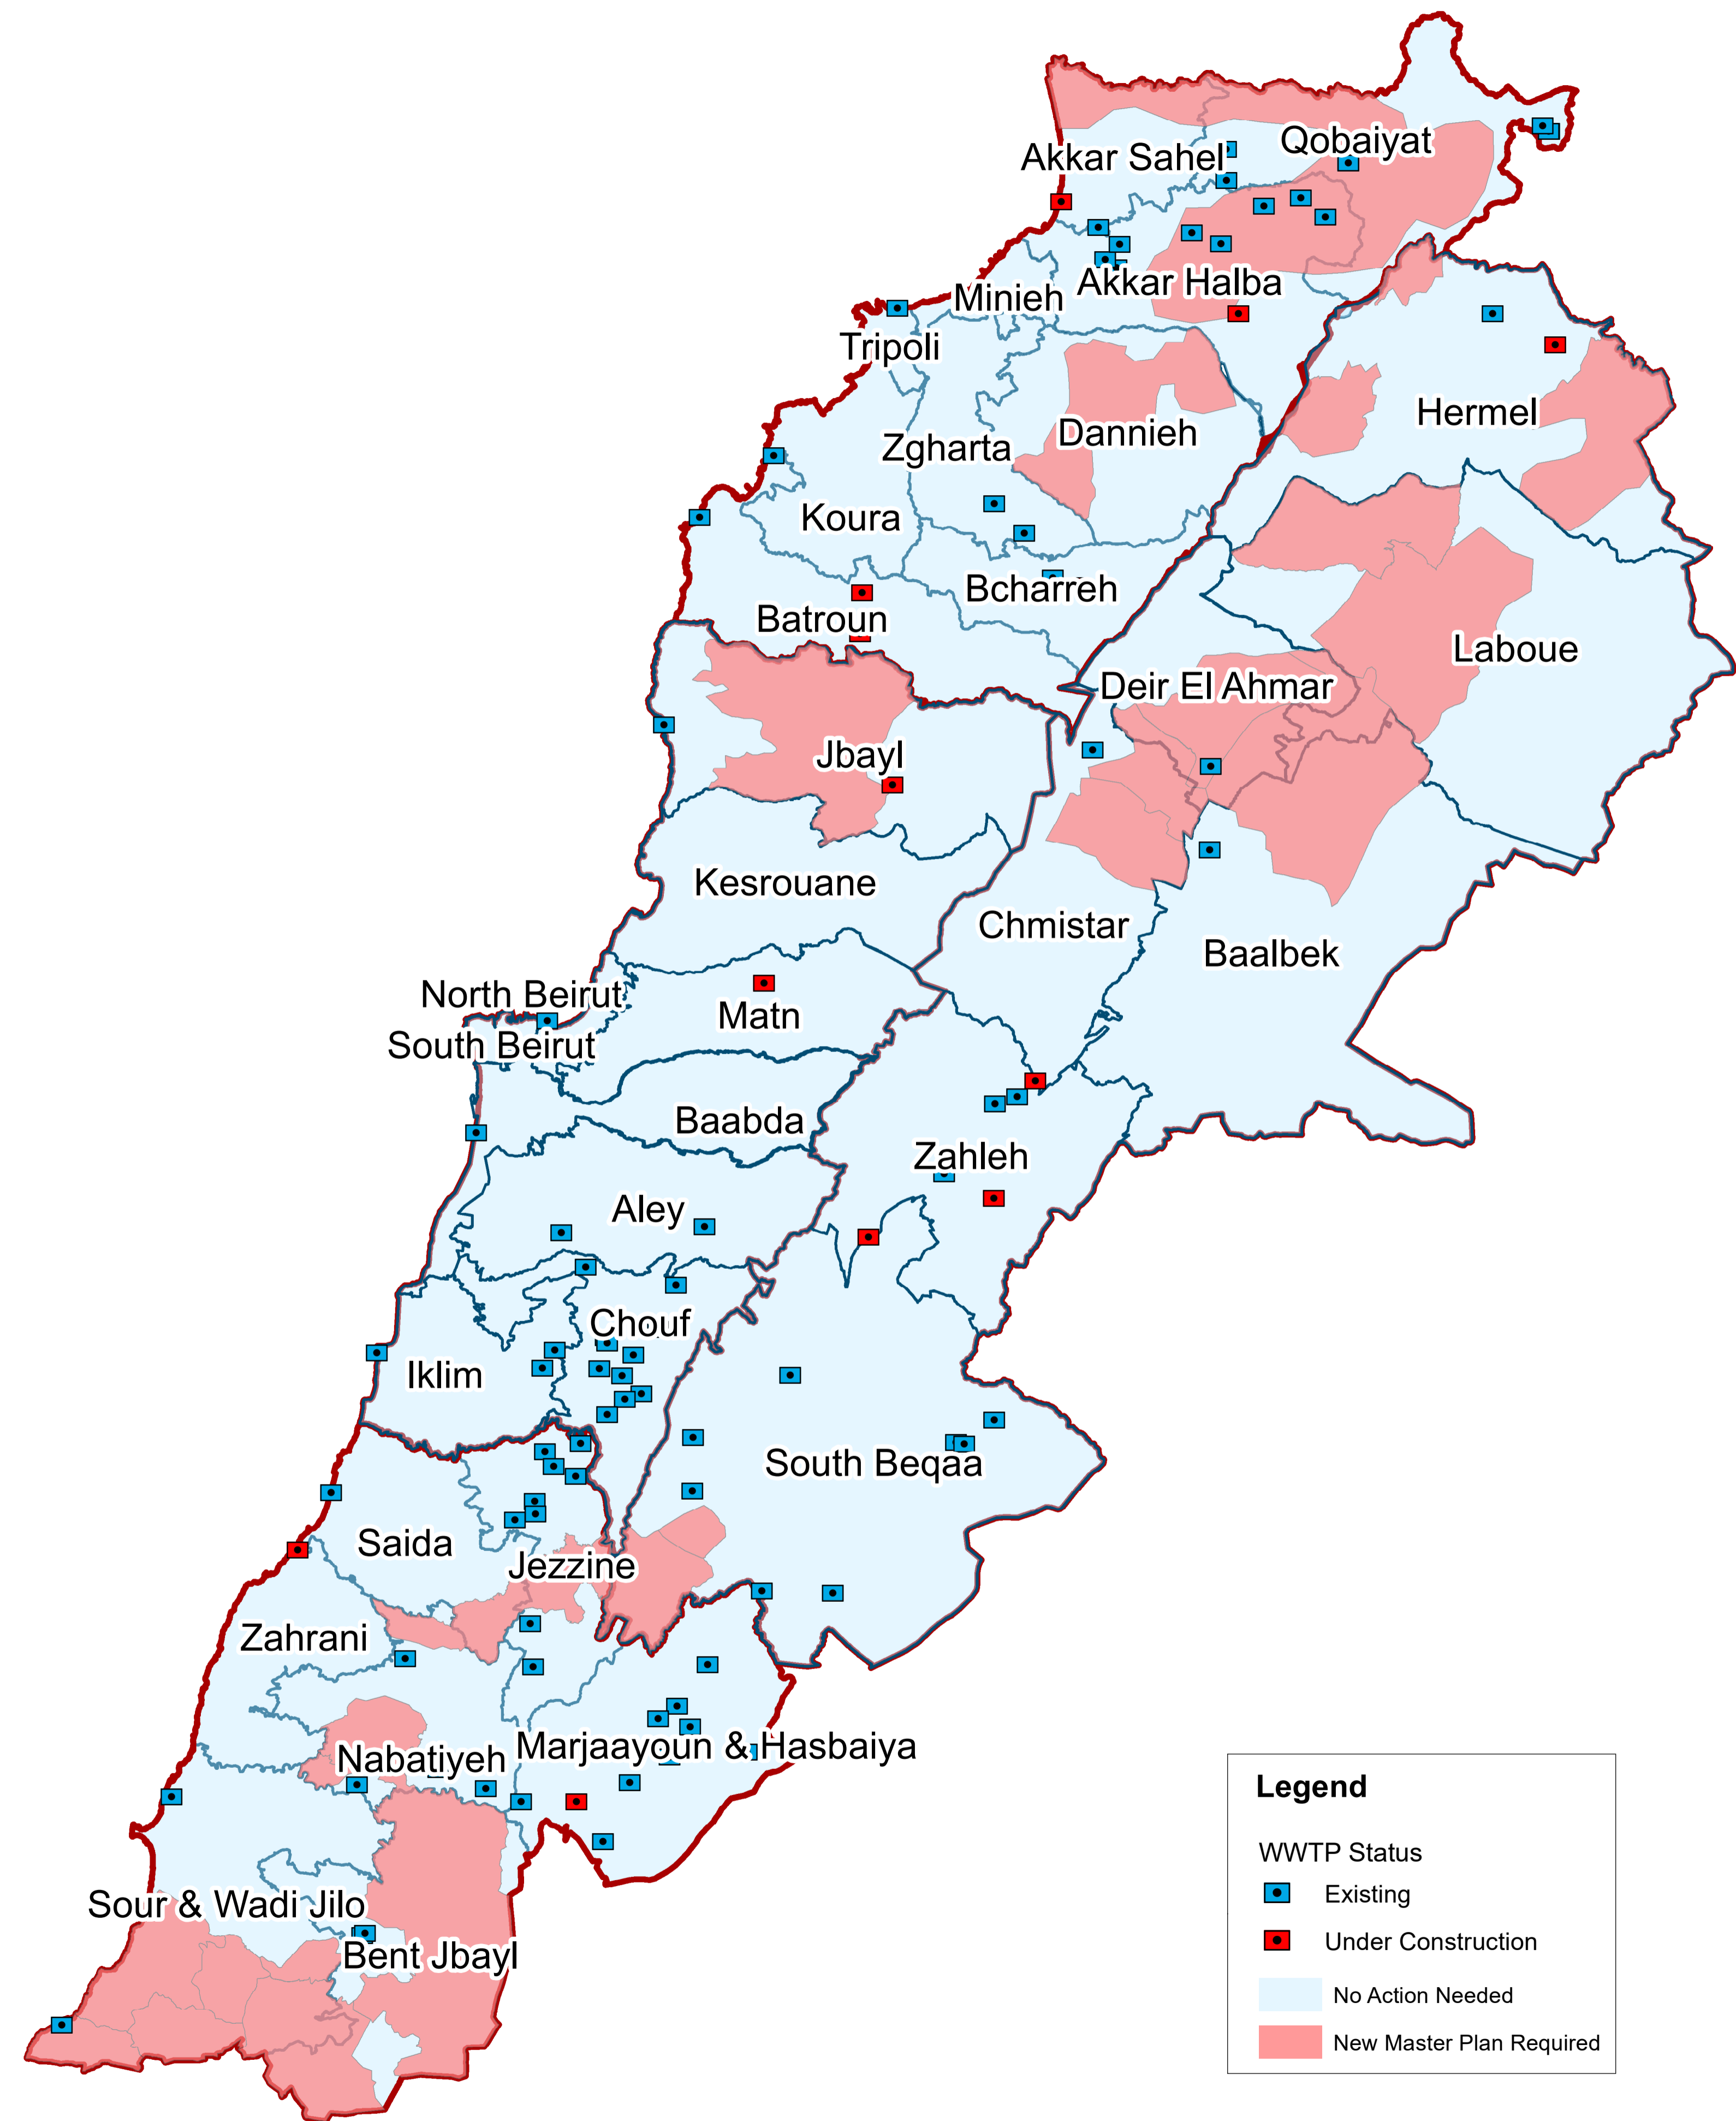 Qobaiyat
Akkar Sahel
Akkar Halba
Minieh
Tripoli
Hermel
Dannieh
Zgharta
Koura
Bcharreh
Batroun
Laboue
Deir El Ahmar
Jbayl
Kesrouane
Chmistar
Baalbek
North Beirut
Matn
South Beirut
Baabda
Zahleh
Aley
Chouf
Iklim
South Beqaa
Saida
Jezzine
Zahrani
Marjaayoun & Hasbaiya
Nabatiyeh
Sour & Wadi Jilo
Bent Jbayl
Legend
WWTP Status
Existing
Under Construction
No Action Needed
New Master Plan Required